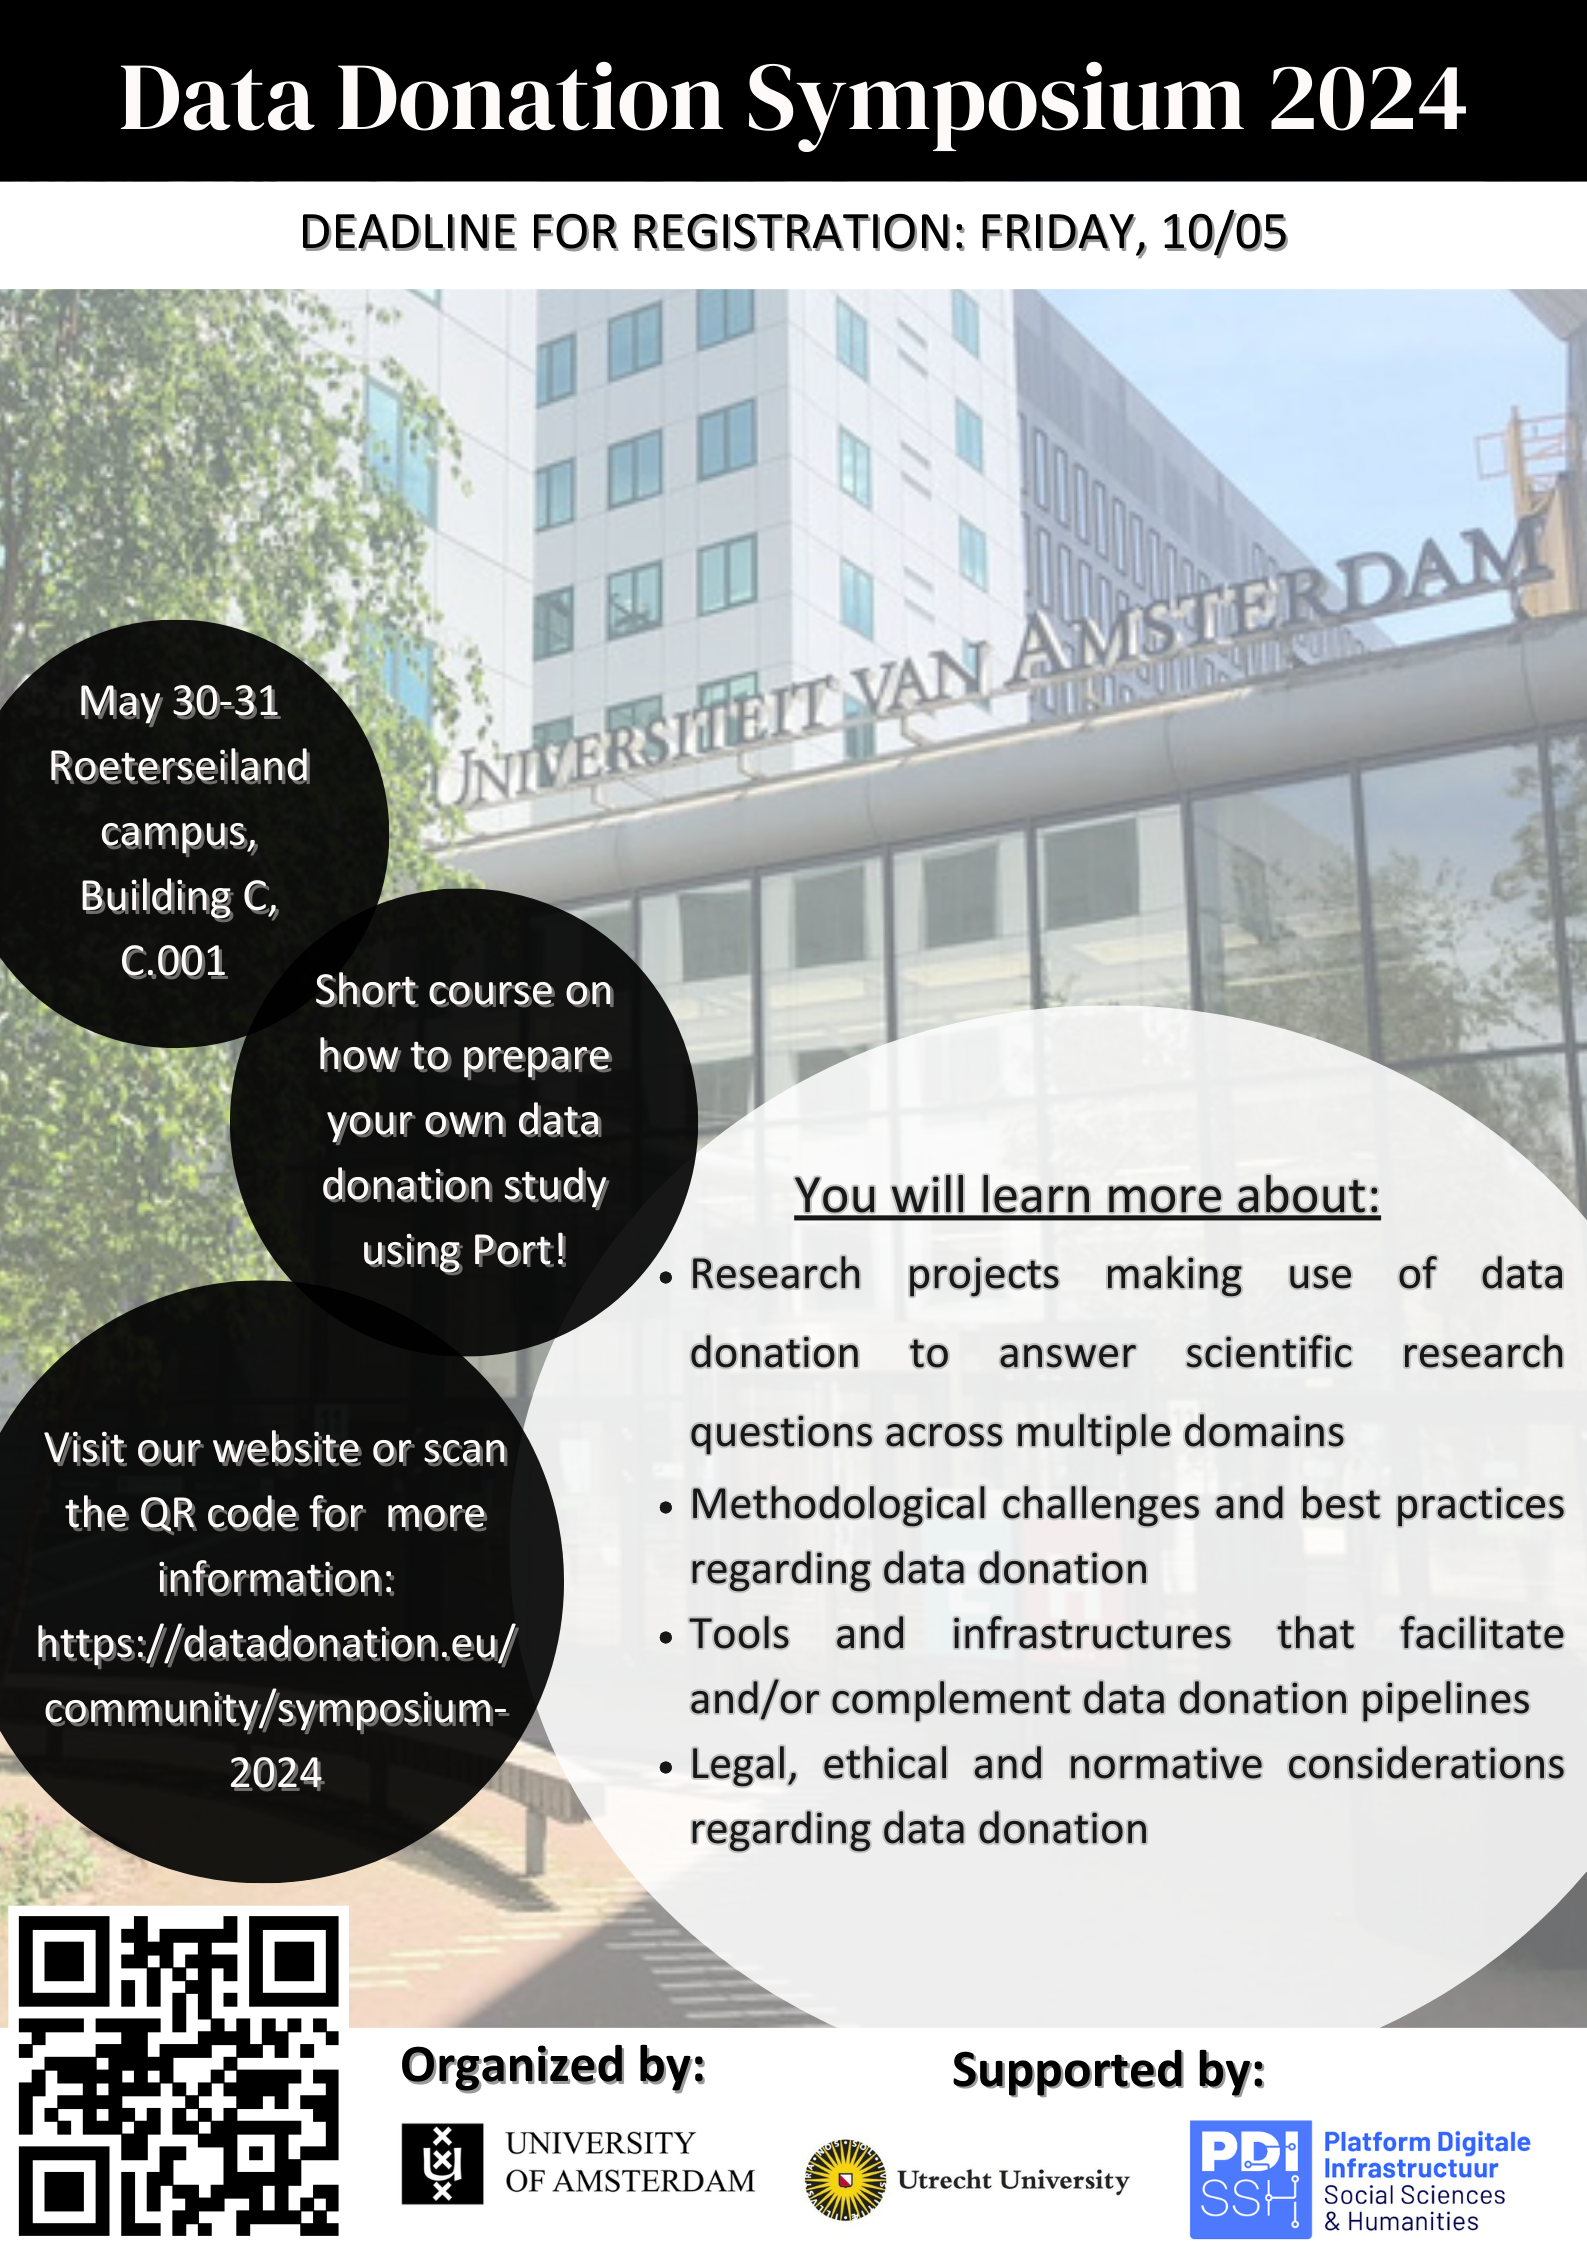 Data Donation Symposium 2024
DEADLINE FOR REGISTRATION: FRIDAY, 10/05
UNIVERSITEIT VAN AMSTERDAM
May 30-31
Roeterseiland
campus,
Building C,
C.001
Short course on
how to prepare
your own data
donation study
using Port!
You will learn more about:
• Research projects making use of data
donation to answer scientific research
questions across multiple domains
• Methodological challenges and best practices
regarding data donation
• Tools and infrastructures that facilitate
and/or complement data donation pipelines
• Legal, ethical and normative considerations
regarding data donation
Visit our website or scan
the QR code for more
information:
https://datadonation.eu/
community/symposium-
2024
Organized by:
UNIVERSITY
OF AMSTERDAM
Supported by:
Utrecht University
PDI
SSH
Platform Digitale
Infrastructuur
Social Sciences
& Humanities